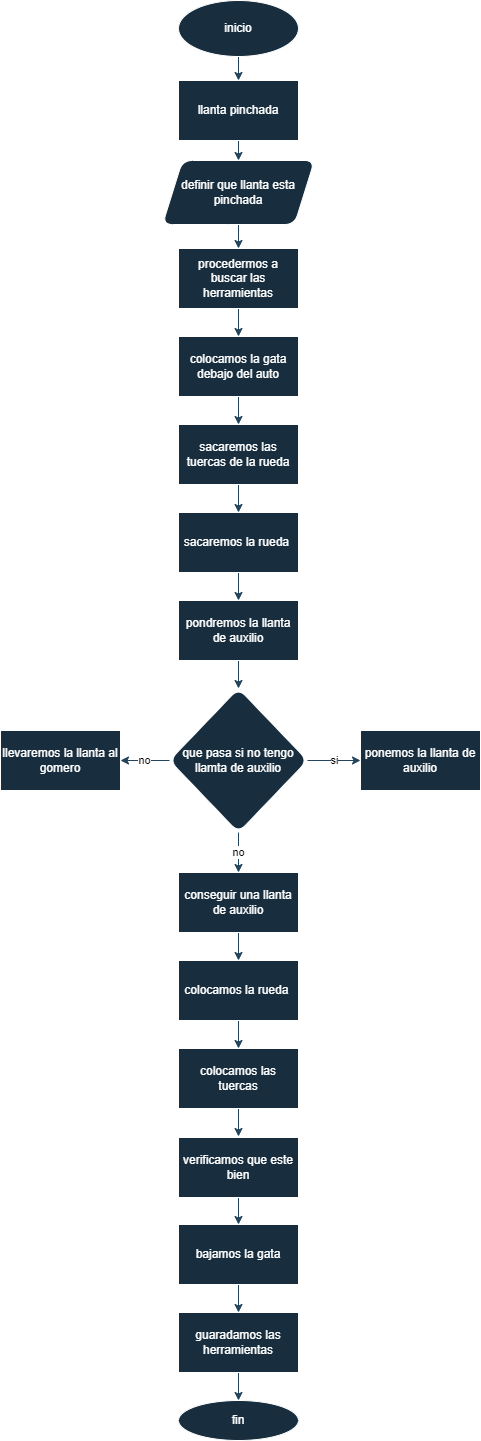 inicio
llanta pinchada
definir que llanta esta
pinchada
procedermos a
buscar las
herramientas
colocamos la gata
debajo del auto
sacaremos las
tuercas de la rueda
sacaremos la rueda
pondremos la llanta
de auxilio
que pasa si no tengo
llamta de auxilio
no
llevaremos la llanta al
gomero
si
ponemos la llanta de
auxilio
no
conseguir una llanta
de auxilio
colocamos la rueda
colocamos las
tuercas
verificamos que este
bien
bajamos la gata
guaradamos las
herramientas
fin